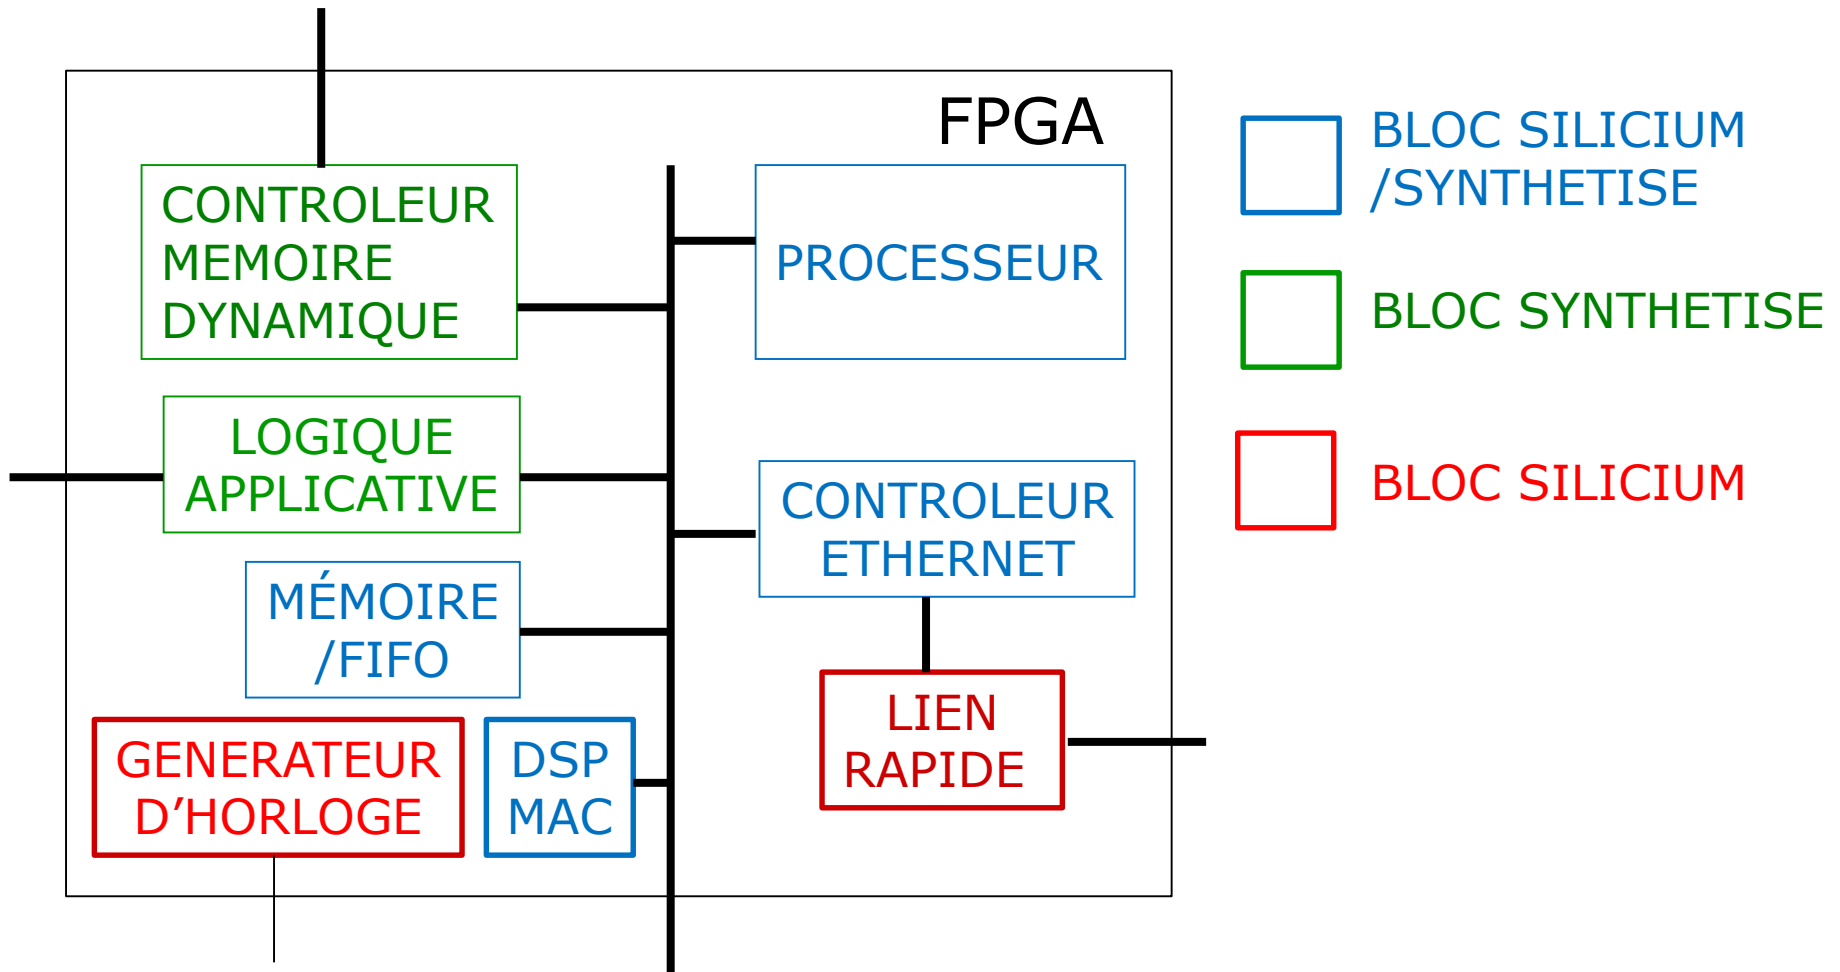 FPGA
CONTROLEUR
MEMOIRE
DYNAMIQUE
PROCESSEUR
LOGIQUE
APPLICATIVE
CONTROLEUR
ETHERNET
MÉMOIRE
/FIFO
LIEN
RAPIDE
GENERATEUR
D’HORLOGE
DSP
MAC
BLOC SILICIUM
/SYNTHETISE
BLOC SYNTHETISE
BLOC SILICIUM